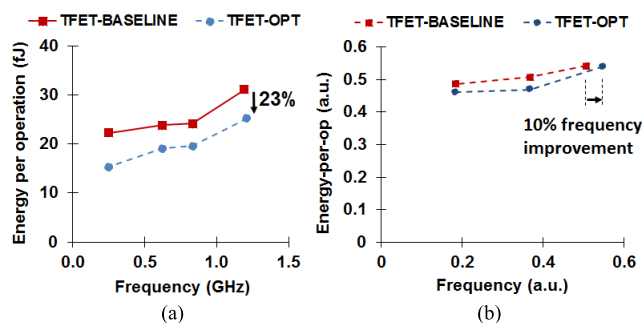 TFET-BASELINE TFET-OPT
Energy per operation (fJ)
40
30
20
10
0
23%
0.0 0.5 1.0 1.5
Frequency (GHz)
(a)
TFET-BASELINE TFET-OPT
Energy-per-op (a.u.)
0.6
0.5
0.4
0.3
0.2
0.1
0
10% frequency
improvement
0 0.2 0.4 0.6
Frequency (a.u.)
(b)